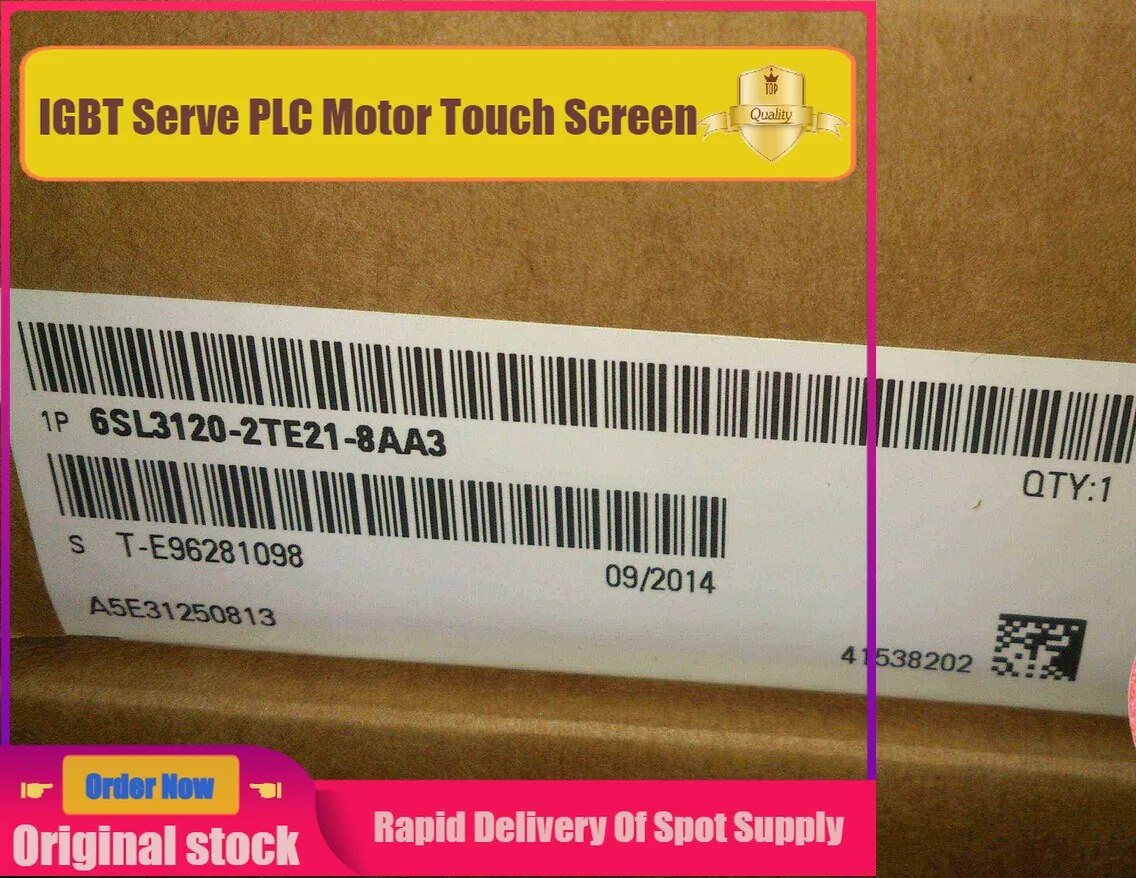 IGBT Serve PLC Motor Touch Screen
TOP
Quality
1P 6SL3120-2TE21-8AA3
QTY:1
S T-E96281098
09/2014
A5E31250813
41538202
Order Now
Original stock
Rapid Delivery Of Spot Supply